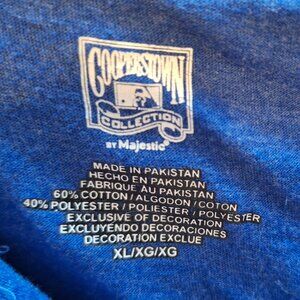 COOPERSTOWN
COLLECTION
BY Majestic®
MADE IN PAKISTAN
HECHO EN PAKISTAN
FABRIQUE AU PAKISTAN
60% COTTON / ALGODON / COTON
40% POLYESTER / POLIESTER / POLYESTER
EXCLUSIVE OF DECORATION
EXCLUYENDO DECORACIONES
DECORATION EXCLUE
XL/XG/XG